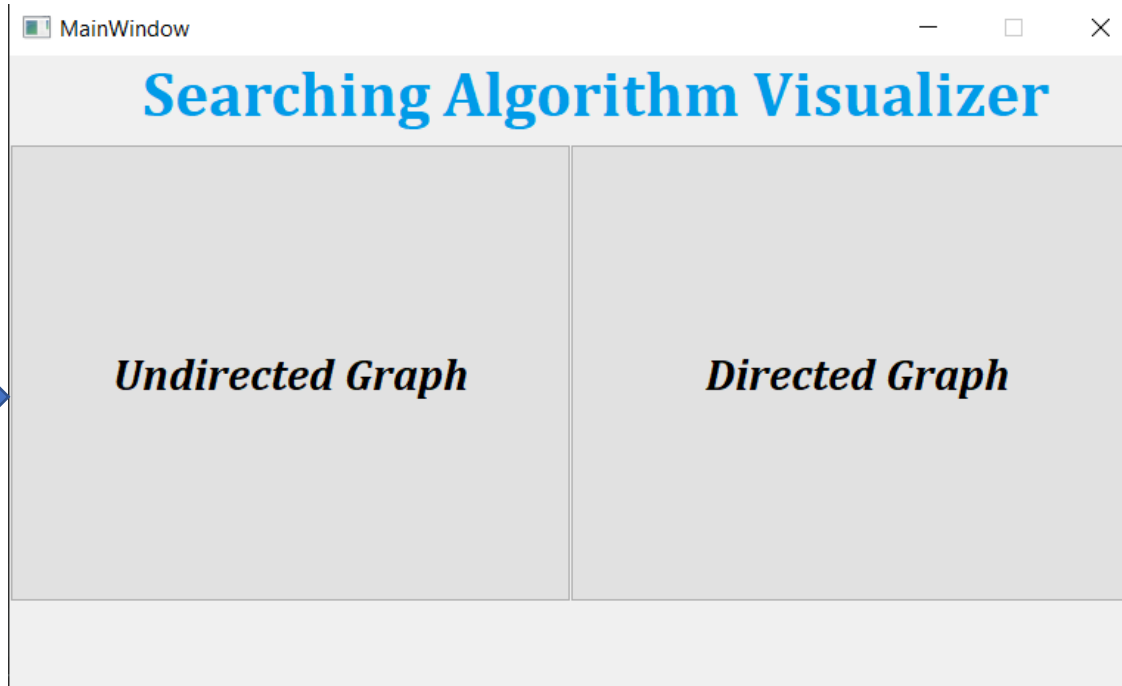 MainWindow
Searching Algorithm Visualizer
Undirected Graph
Directed Graph